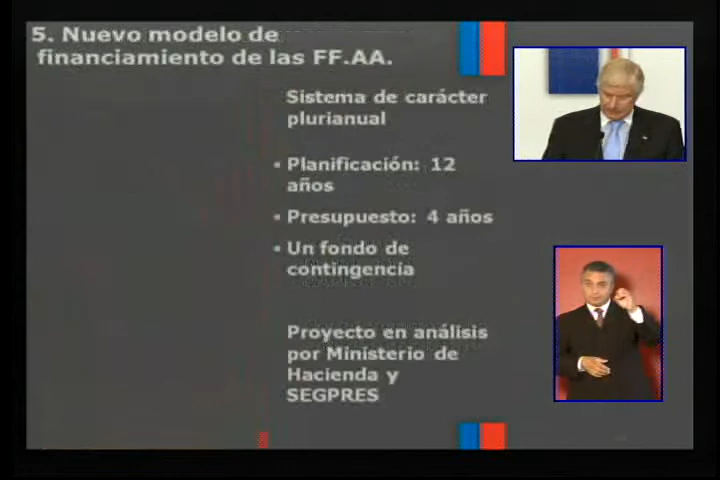 5. Nuevo modelo de
financiamiento de las FF.AA.
Sistema de carácter
plurianual
▪ Planificación: 12
años
▪ Presupuesto: 4 años
▪ Un fondo de
contingencia
Proyecto en análisis
por Ministerio de
Hacienda y
SEGPRES